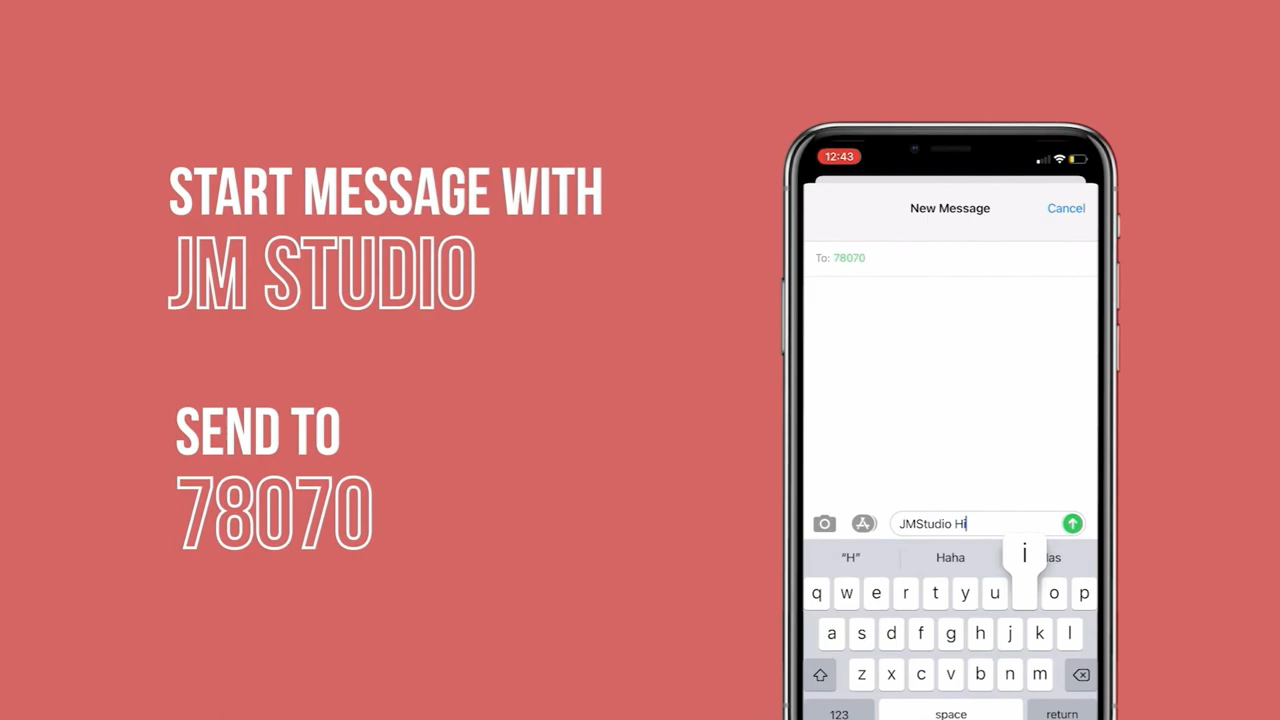 START MESSAGE WITH
JM STUDIO
SEND TO
78070
12:43
New Message
Cancel
To: 78070
JMStudio Hi
“H”
Haha
i
q w e r t y u o p
a s d f g h j k l
z x c v b n m
123
space
return